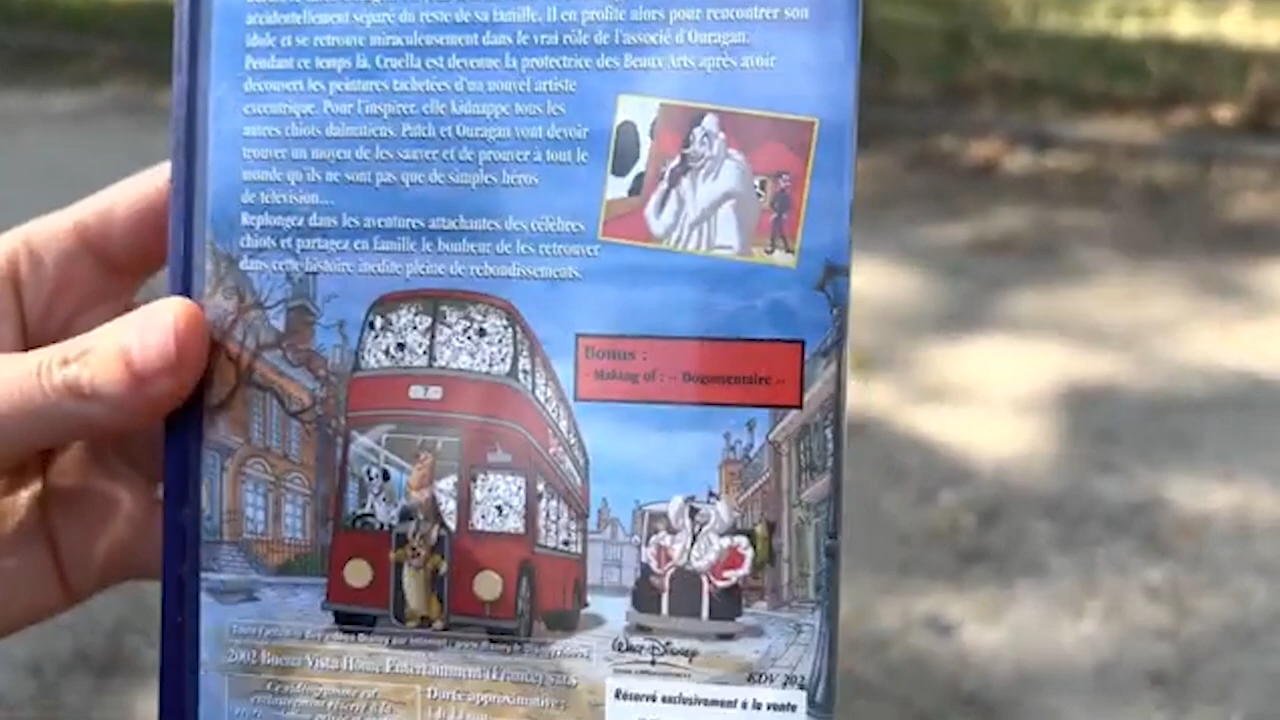 accidentellement séparé du reste de sa famille. Il en profite alors pour rencontrer son
idole et se retrouve miraculeusement dans le vrai rôle de l'associé d'Ouragan.
Pendant ce temps là, Cruella est devenue la protectrice des Beaux Arts après avoir
découvert les peintures tachetées d'un nouvel artiste
excentrique. Pour l'inspirer, elle kidnappe tous les
autres chiots dalmatiens. Patch et Ouragan vont devoir
trouver un moyen de les sauver et de prouver à tout le
monde qu'ils ne sont pas que de simples héros
de télévision...
Replongez dans les aventures attachantes des célèbres
chiots et partagez en famille le bonheur de les retrouver
dans cette histoire inédite pleine de rebondissements.
Bonus :
- Making of : « Dogumentaire »
7
Walt Disney
2002 Buena Vista Home Entertainment (France) s.n.s
EDV 202
Durée approximative :
Réservé exclusivement à la vente